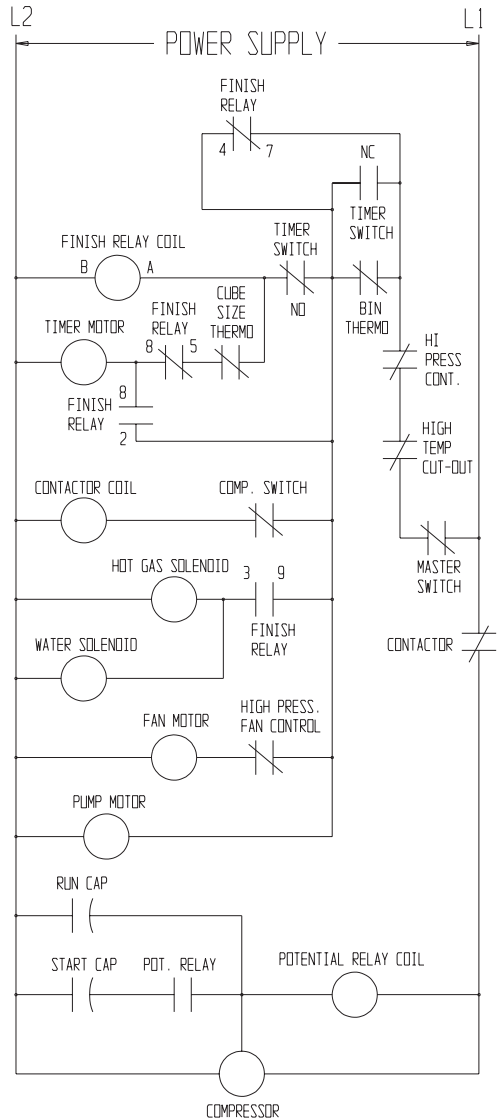 L2
L1
POWER SUPPLY
FINISH
RELAY
4
7
NC
TIMER
SWITCH
FINISH RELAY COIL
B
A
TIMER
SWITCH
NO
BIN
THERMO
CUBE
SIZE
THERMO
FINISH
RELAY
8
5
TIMER MOTOR
HI
PRESS
CONT.
8
FINISH
RELAY
2
HIGH
TEMP
CUT-OUT
CONTACTOR COIL
COMP. SWITCH
MASTER
SWITCH
HOT GAS SOLENOID
3
9
FINISH
RELAY
WATER SOLENOID
CONTACTOR
FAN MOTOR
HIGH PRESS.
FAN CONTROL
PUMP MOTOR
RUN CAP
START CAP
POT. RELAY
POTENTIAL RELAY COIL
COMPRESSOR